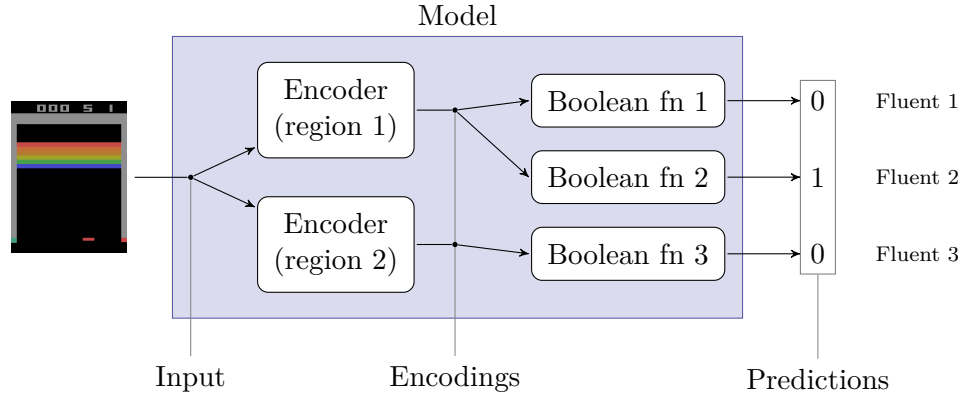 Model
000 5 1
Encoder
(region 1)
Encoder
(region 2)
Boolean fn 1
Boolean fn 2
Boolean fn 3
0
1
0
Fluent 1
Fluent 2
Fluent 3
Input
Encodings
Predictions